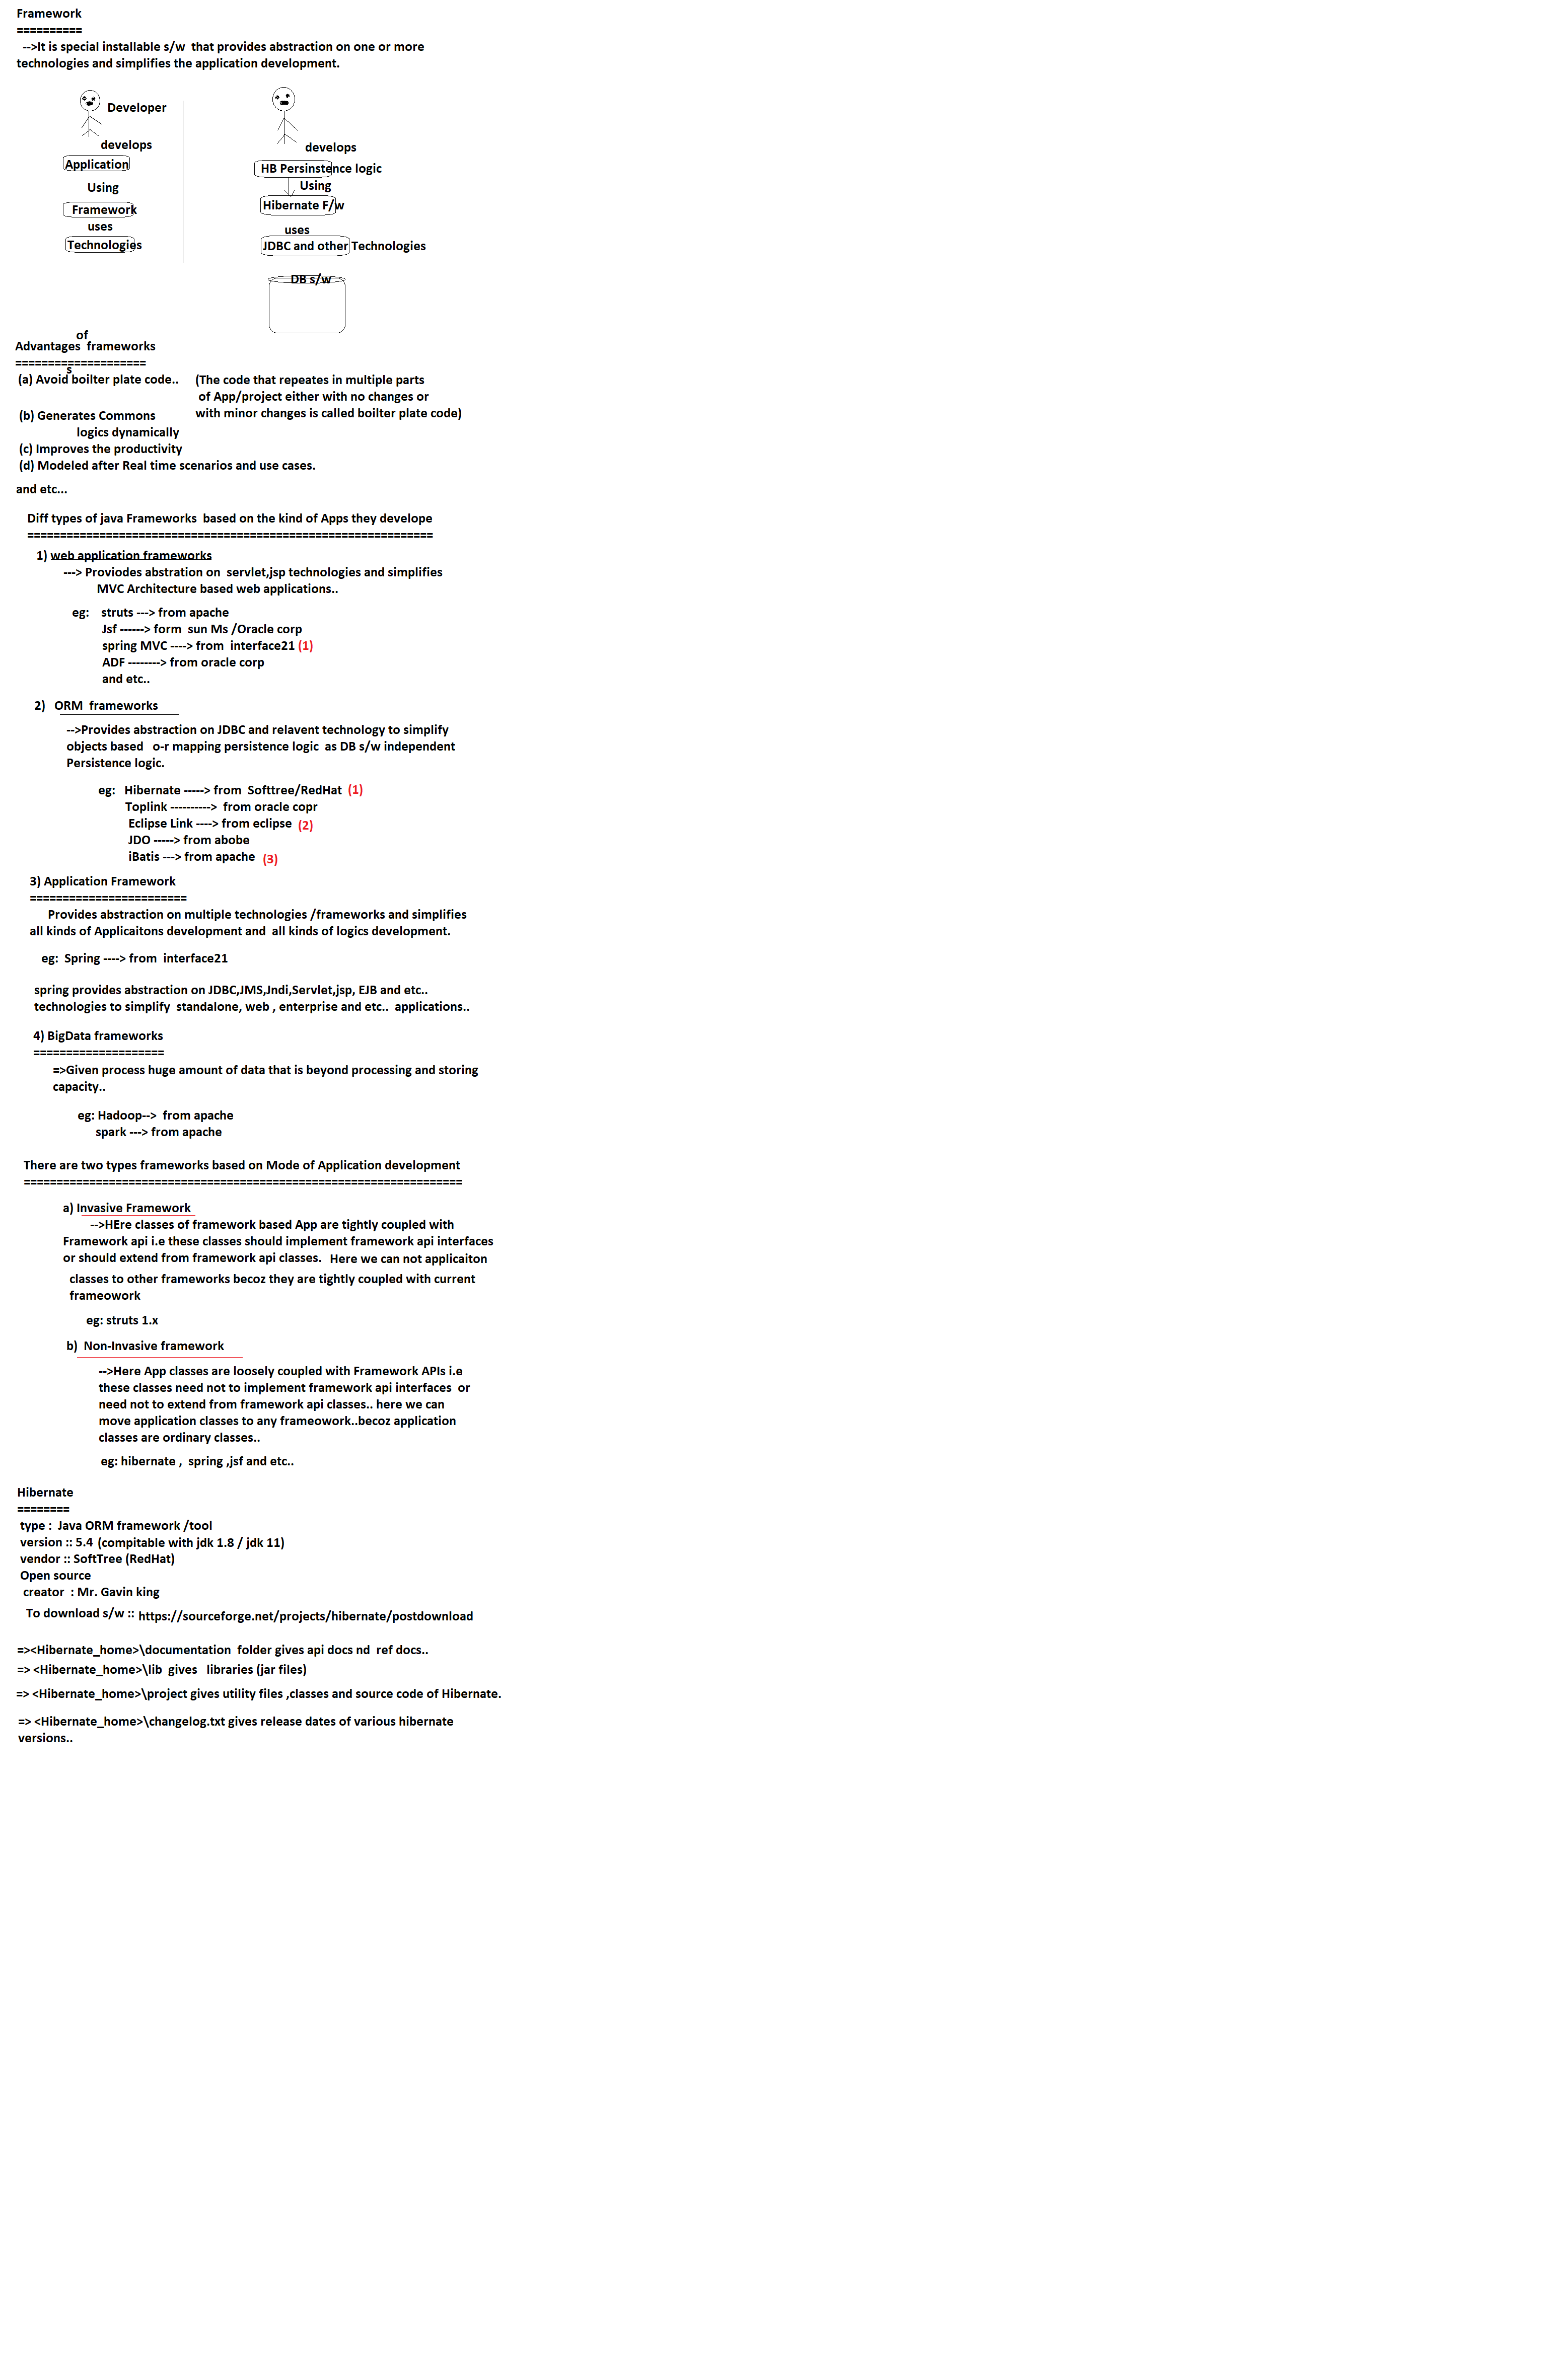 Framework
==========
-->It is special installable s/w  that provides abstraction on one or more
technologies and simplifies the application development.
Developer
develops
Application
Using
Framework
uses
Technologies
develops
HB Persinstence logic
Using
Hibernate F/w
uses
JDBC and other Technologies
DB s/w
of
Advantages  frameworks
====================
s
(a) Avoid boilter plate code..
(The code that repeates in multiple parts
of App/project either with no changes or
with minor changes is called boilter plate code)
(b) Generates Commons
logics dynamically
(c) Improves the productivity
(d) Modeled after Real time scenarios and use cases.
and etc...
Diff types of java Frameworks  based on the kind of Apps they develope
==============================================================
1) web application frameworks
---> Proviodes abstration on  servlet,jsp technologies and simplifies
MVC Architecture based web applications..
eg:    struts ---> from apache
Jsf ------> form  sun Ms /Oracle corp
spring MVC ----> from  interface21 (1)
ADF --------> from oracle corp
and etc..
2)   ORM  frameworks
-->Provides abstraction on JDBC and relavent technology to simplify
objects based   o-r mapping persistence logic  as DB s/w independent
Persistence logic.
eg:   Hibernate -----> from  Softtree/RedHat  (1)
Toplink ---------->  from oracle copr
Eclipse Link ----> from eclipse  (2)
JDO -----> from abobe
iBatis ---> from apache  (3)
3) Application Framework
========================
Provides abstraction on multiple technologies /frameworks and simplifies
all kinds of Applicaitons development and  all kinds of logics development.
eg:  Spring ----> from  interface21
spring provides abstraction on JDBC,JMS,Jndi,Servlet,jsp, EJB and etc..
technologies to simplify  standalone, web , enterprise and etc..  applications..
4) BigData frameworks
====================
=>Given process huge amount of data that is beyond processing and storing
capacity..
eg: Hadoop-->  from apache
spark ---> from apache
There are two types frameworks based on Mode of Application development
===================================================================
a) Invasive Framework
-->HEre classes of framework based App are tightly coupled with
Framework api i.e these classes should implement framework api interfaces
or should extend from framework api classes.   Here we can not applicaiton
classes to other frameworks becoz they are tightly coupled with current
frameowork
eg: struts 1.x
b)  Non-Invasive framework
-->Here App classes are loosely coupled with Framework APIs i.e
these classes need not to implement framework api interfaces  or
need not to extend from framework api classes.. here we can
move application classes to any frameowork..becoz application
classes are ordinary classes..
eg: hibernate ,  spring ,jsf and etc..
Hibernate
========
type :  Java ORM framework /tool
version :: 5.4 (compitable with jdk 1.8 / jdk 11)
vendor :: SoftTree (RedHat)
Open source
creator  : Mr. Gavin king
To download s/w :: https://sourceforge.net/projects/hibernate/postdownload
=><Hibernate_home>\documentation  folder gives api docs nd  ref docs..
=> <Hibernate_home>\lib  gives   libraries (jar files)
=> <Hibernate_home>\project gives utility files ,classes and source code of Hibernate.
=> <Hibernate_home>\changelog.txt gives release dates of various hibernate
versions..